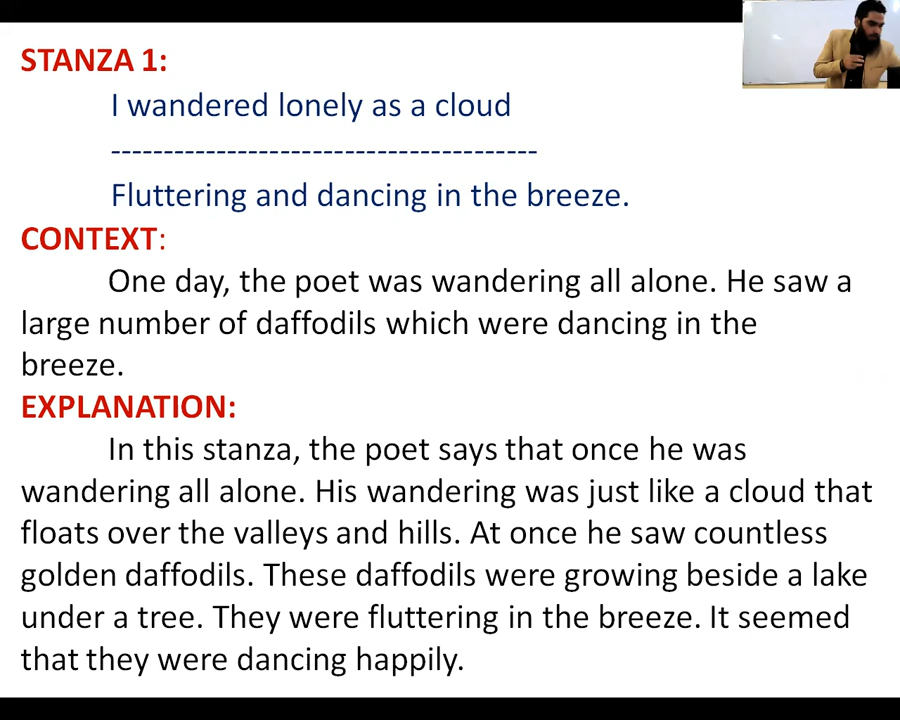 STANZA 1:
I wandered lonely as a cloud
-----------------------------------------
Fluttering and dancing in the breeze.
CONTEXT:
One day, the poet was wandering all alone. He saw a
large number of daffodils which were dancing in the
breeze.
EXPLANATION:
In this stanza, the poet says that once he was
wandering all alone. His wandering was just like a cloud that
floats over the valleys and hills. At once he saw countless
golden daffodils. These daffodils were growing beside a lake
under a tree. They were fluttering in the breeze. It seemed
that they were dancing happily.